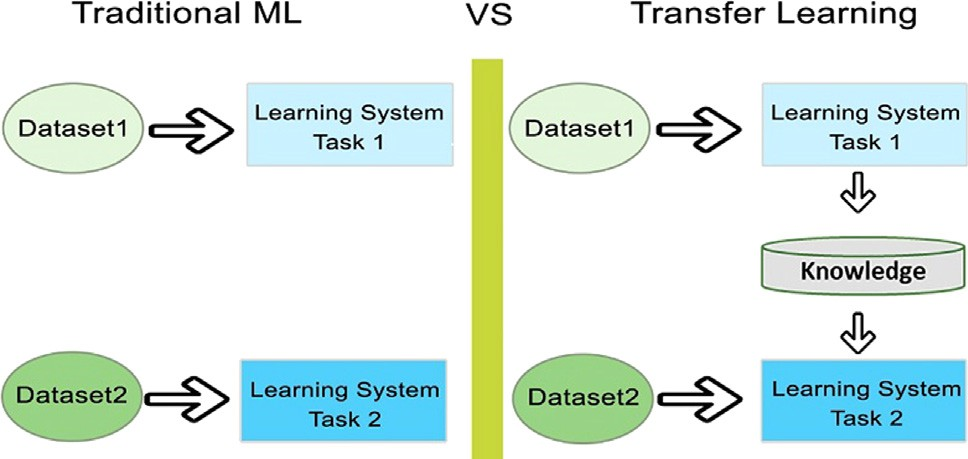 Traditional ML
VS
Transfer Learning
Dataset1
Learning System
Task 1
Dataset2
Learning System
Task 2
Dataset1
Learning System
Task 1
Knowledge
Dataset2
Learning System
Task 2